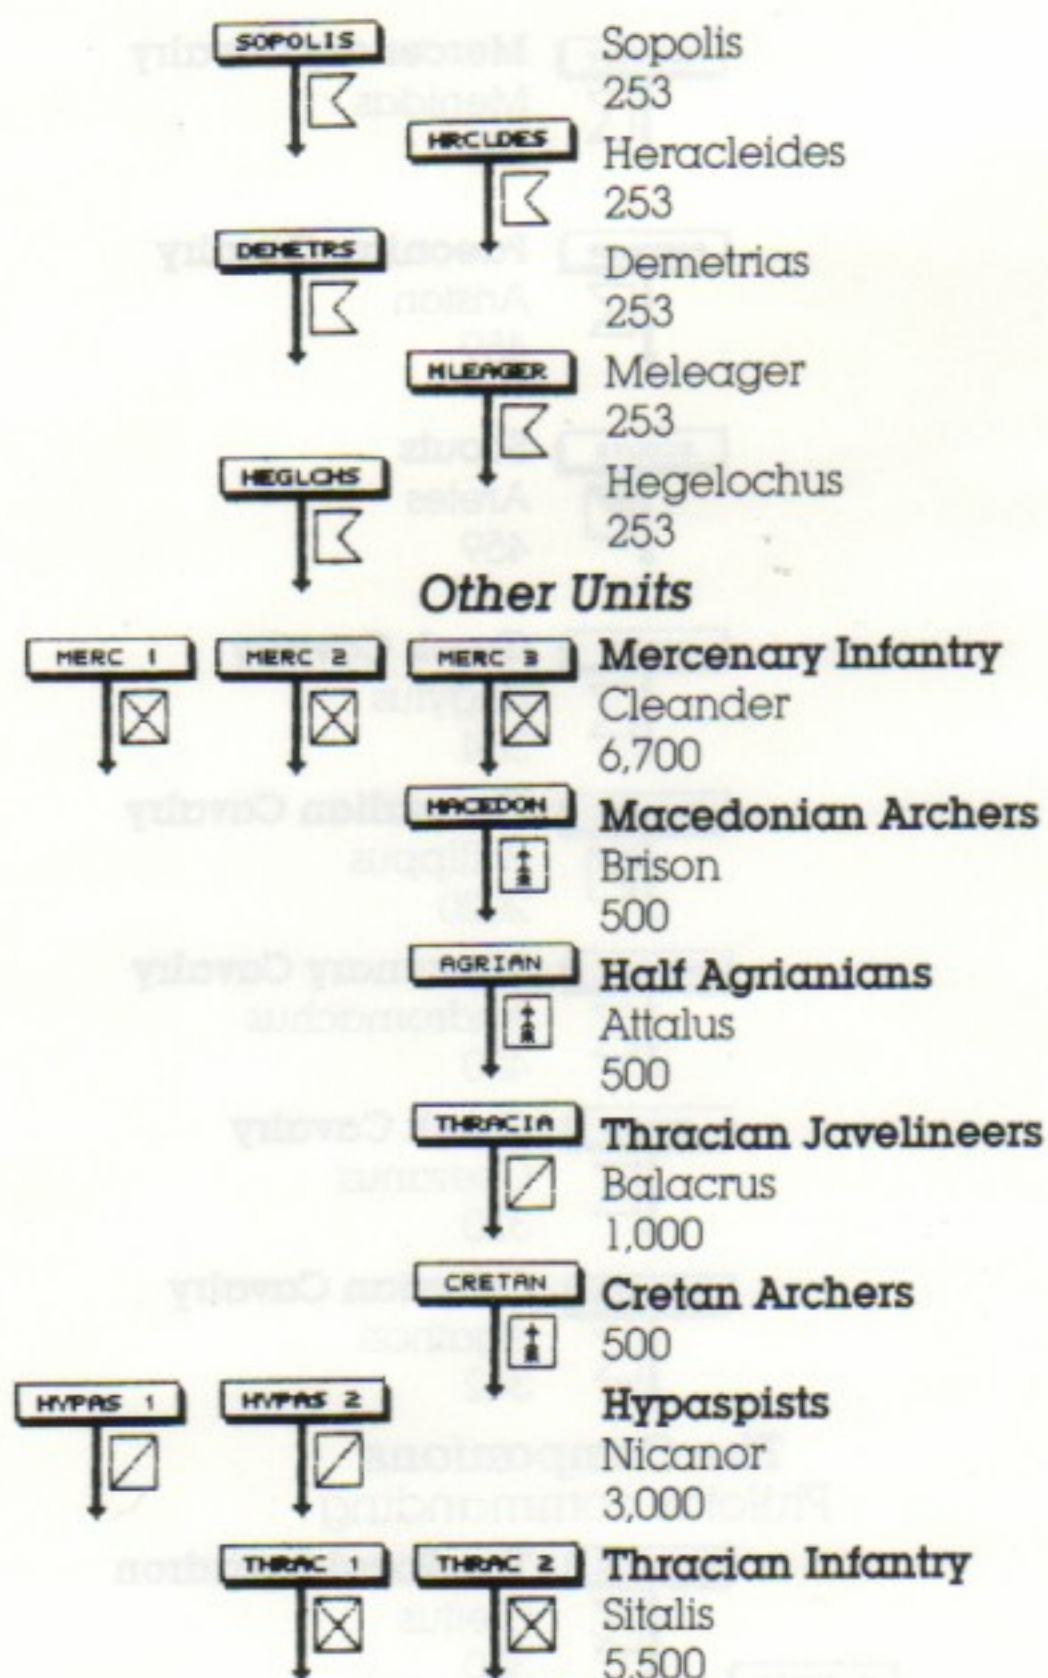 SOPOLIS Sopolis
253
HRCLDES Heracleides
253
DEMETRS Demetrias
253
MLEAGER Meleager
253
HEGLCHS Hegelochus
253
Other Units
MERC 1 MERC 2 MERC 3 Mercenary Infantry
Cleander
6,700
MACEDON Macedonian Archers
Brison
500
AGRIAN Half Agrianians
Attalus
500
THRACIA Thracian Javelineers
Balacrus
1,000
CRETAN Cretan Archers
500
HYPAS 1 HYPAS 2 Hypaspists
Nicanor
3,000
THRAC 1 THRAC 2 Thracian Infantry
Sitalis
5,500